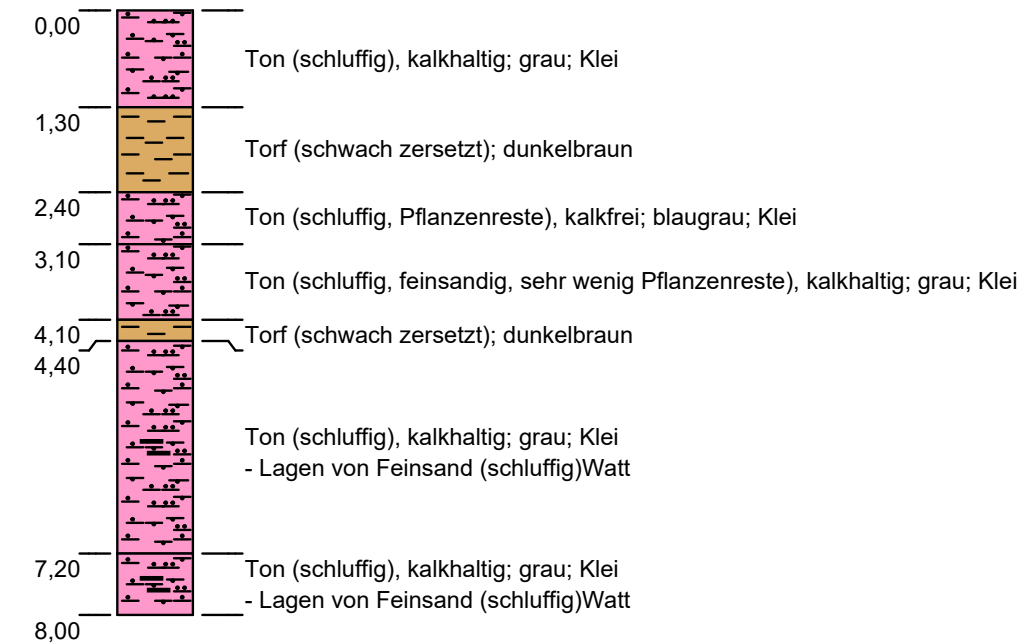 0,00
Ton (schluffig), kalkhaltig; grau; Klei
1,30
Torf (schwach zersetzt); dunkelbraun
2,40
Ton (schluffig, Pflanzenreste), kalkfrei; blaugrau; Klei
3,10
Ton (schluffig, feinsandig, sehr wenig Pflanzenreste), kalkhaltig; grau; Klei
4,10
Torf (schwach zersetzt); dunkelbraun
4,40
Ton (schluffig), kalkhaltig; grau; Klei
- Lagen von Feinsand (schluffig)Watt
7,20
Ton (schluffig), kalkhaltig; grau; Klei
- Lagen von Feinsand (schluffig)Watt
8,00